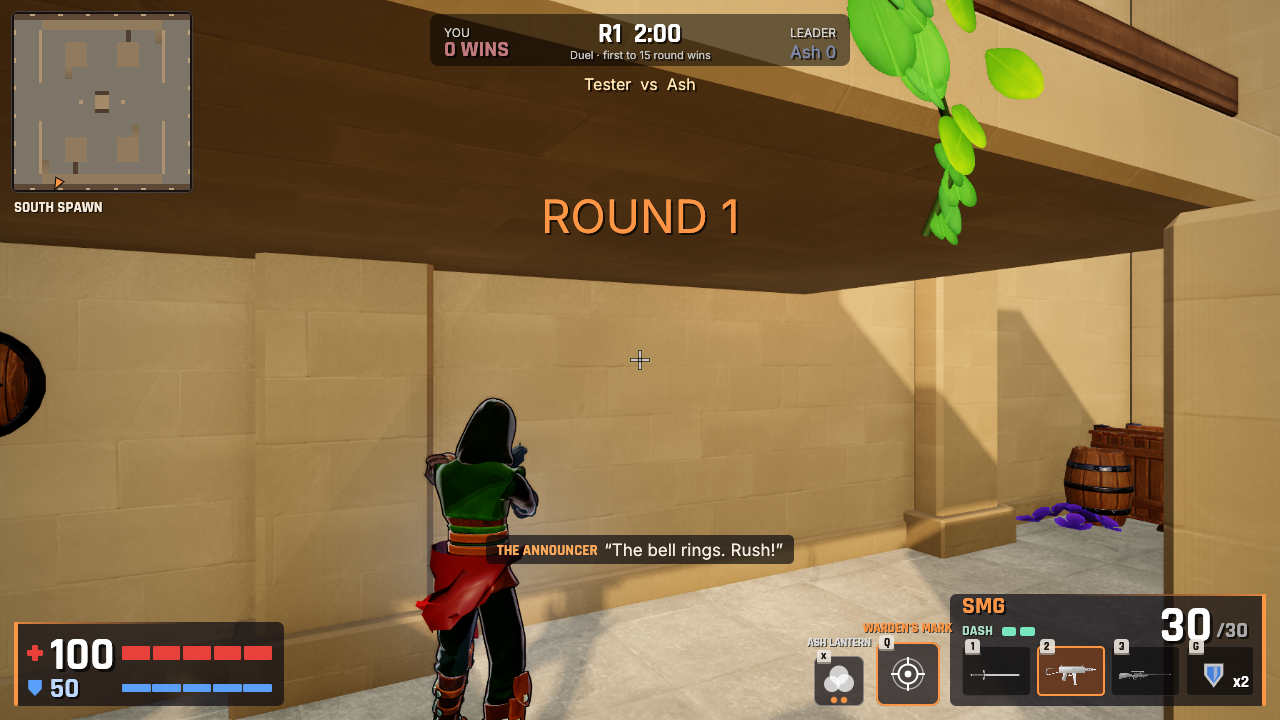 YOU
0 WINS
R1 2:00
Duel · first to 15 round wins
LEADER
Ash 0
Tester vs Ash
SOUTH SPAWN
ROUND 1
THE ANNOUNCER “The bell rings. Rush!”
100
50
ASH LANTERN
X
WARDEN'S MARK
Q
SMG
DASH
30/30
1
2
3
G
x2